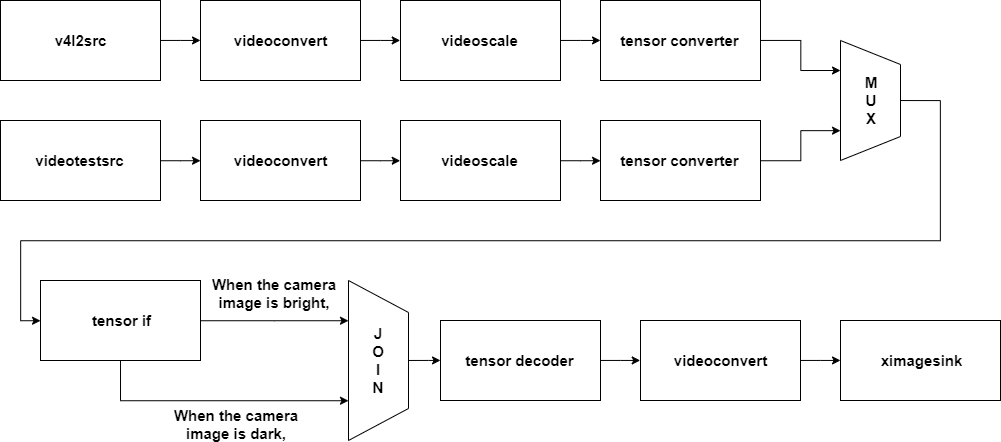 v4l2src
videoconvert
videoscale
tensor converter
M
U
X
videotestsrc
videoconvert
videoscale
tensor converter
tensor if
When the camera
image is bright,
When the camera
image is dark,
J
O
I
N
tensor decoder
videoconvert
ximagesink